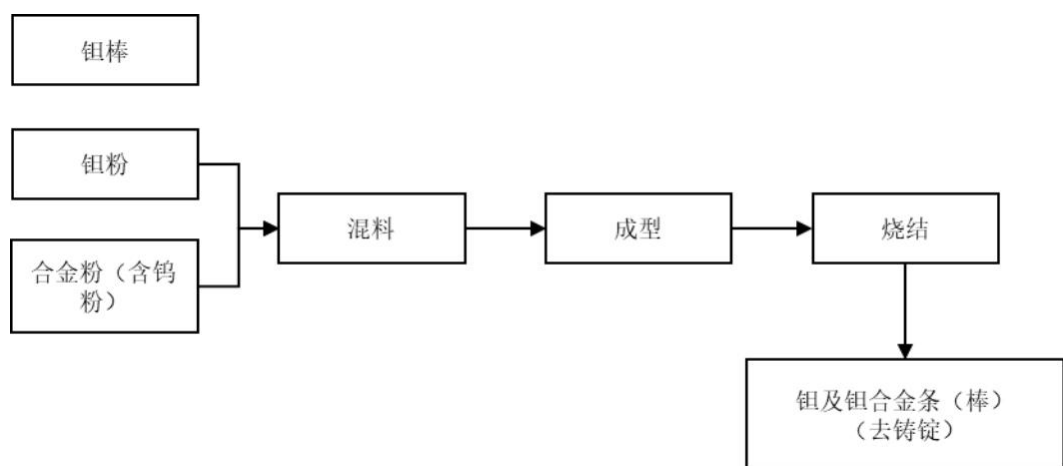 钽棒
钽粉
合金粉（含钨
粉）
混料
成型
烧结
钽及钽合金条（棒）
（去铸锭）